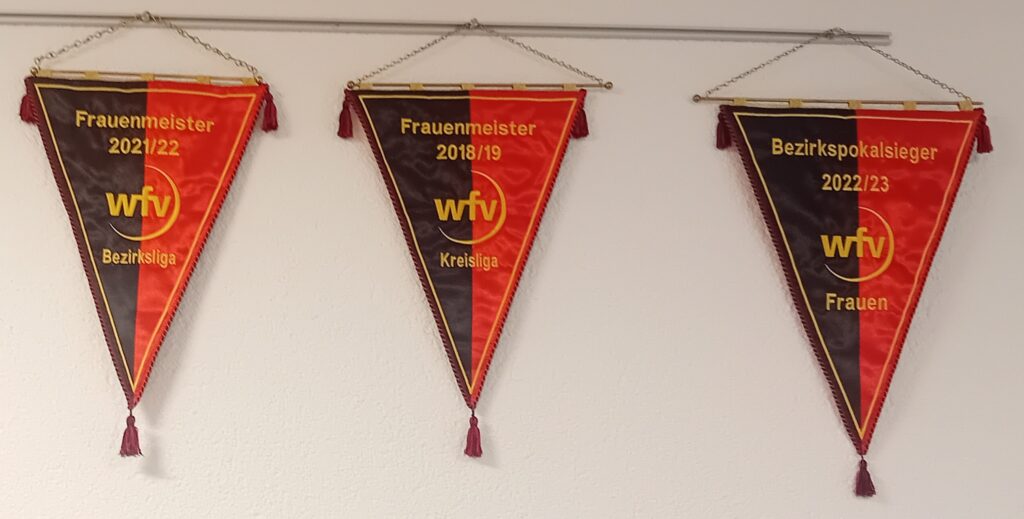 Frauenmeister
2021/22
wfv
Bezirksliga
Frauenmeister
2018/19
wfv
Kreisliga
Bezirkspokalsieger
2022/23
wfv
Frauen